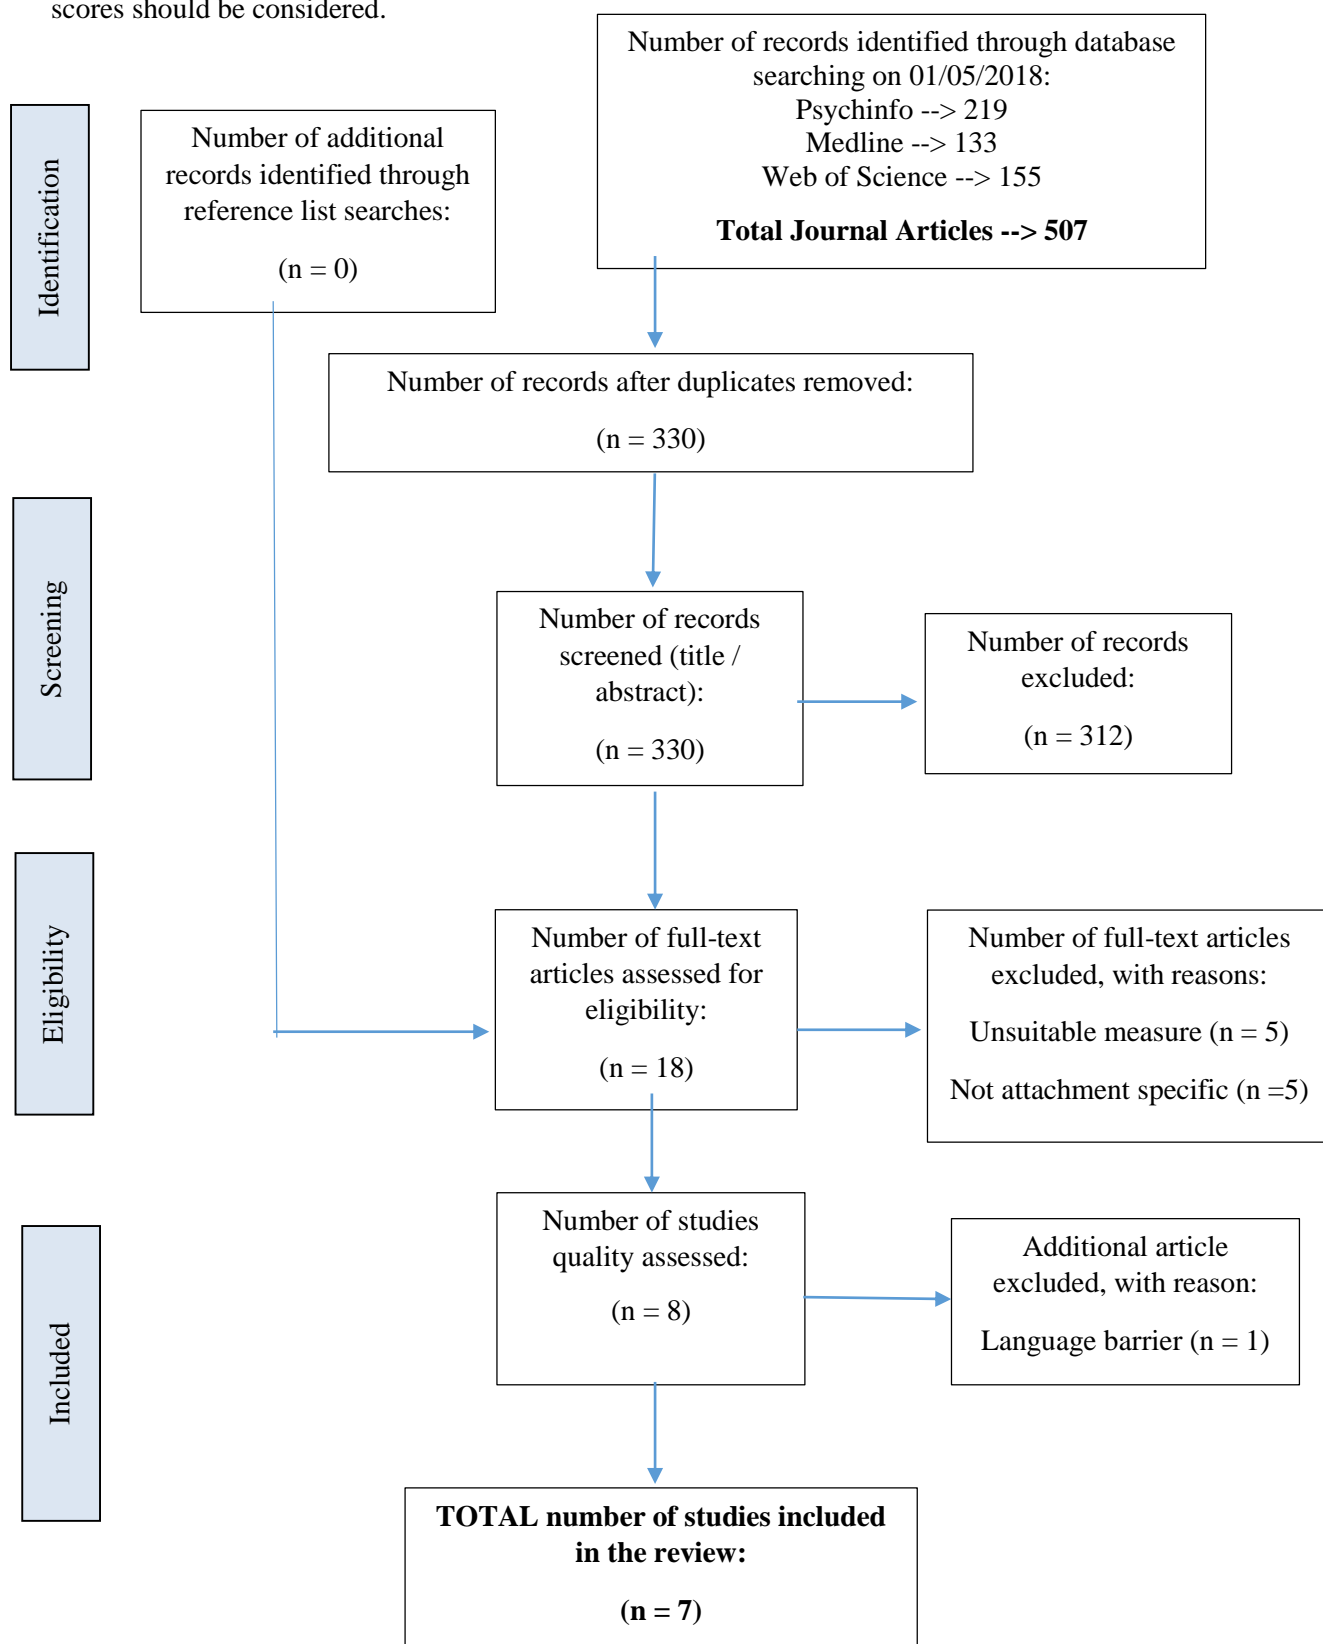 scores should be considered.
Number of records identified through database
searching on 01/05/2018:
Psychinfo --> 219
Medline --> 133
Web of Science --> 155
Total Journal Articles --> 507
Identification
Number of additional
records identified through
reference list searches:
(n = 0)
Number of records after duplicates removed:
(n = 330)
Screening
Number of records
screened (title /
abstract):
(n = 330)
Number of records
excluded:
(n = 312)
Eligibility
Number of full-text
articles assessed for
eligibility:
(n = 18)
Number of full-text articles
excluded, with reasons:
Unsuitable measure (n = 5)
Not attachment specific (n =5)
Included
Number of studies
quality assessed:
(n = 8)
Additional article
excluded, with reason:
Language barrier (n = 1)
TOTAL number of studies included
in the review:
(n = 7)